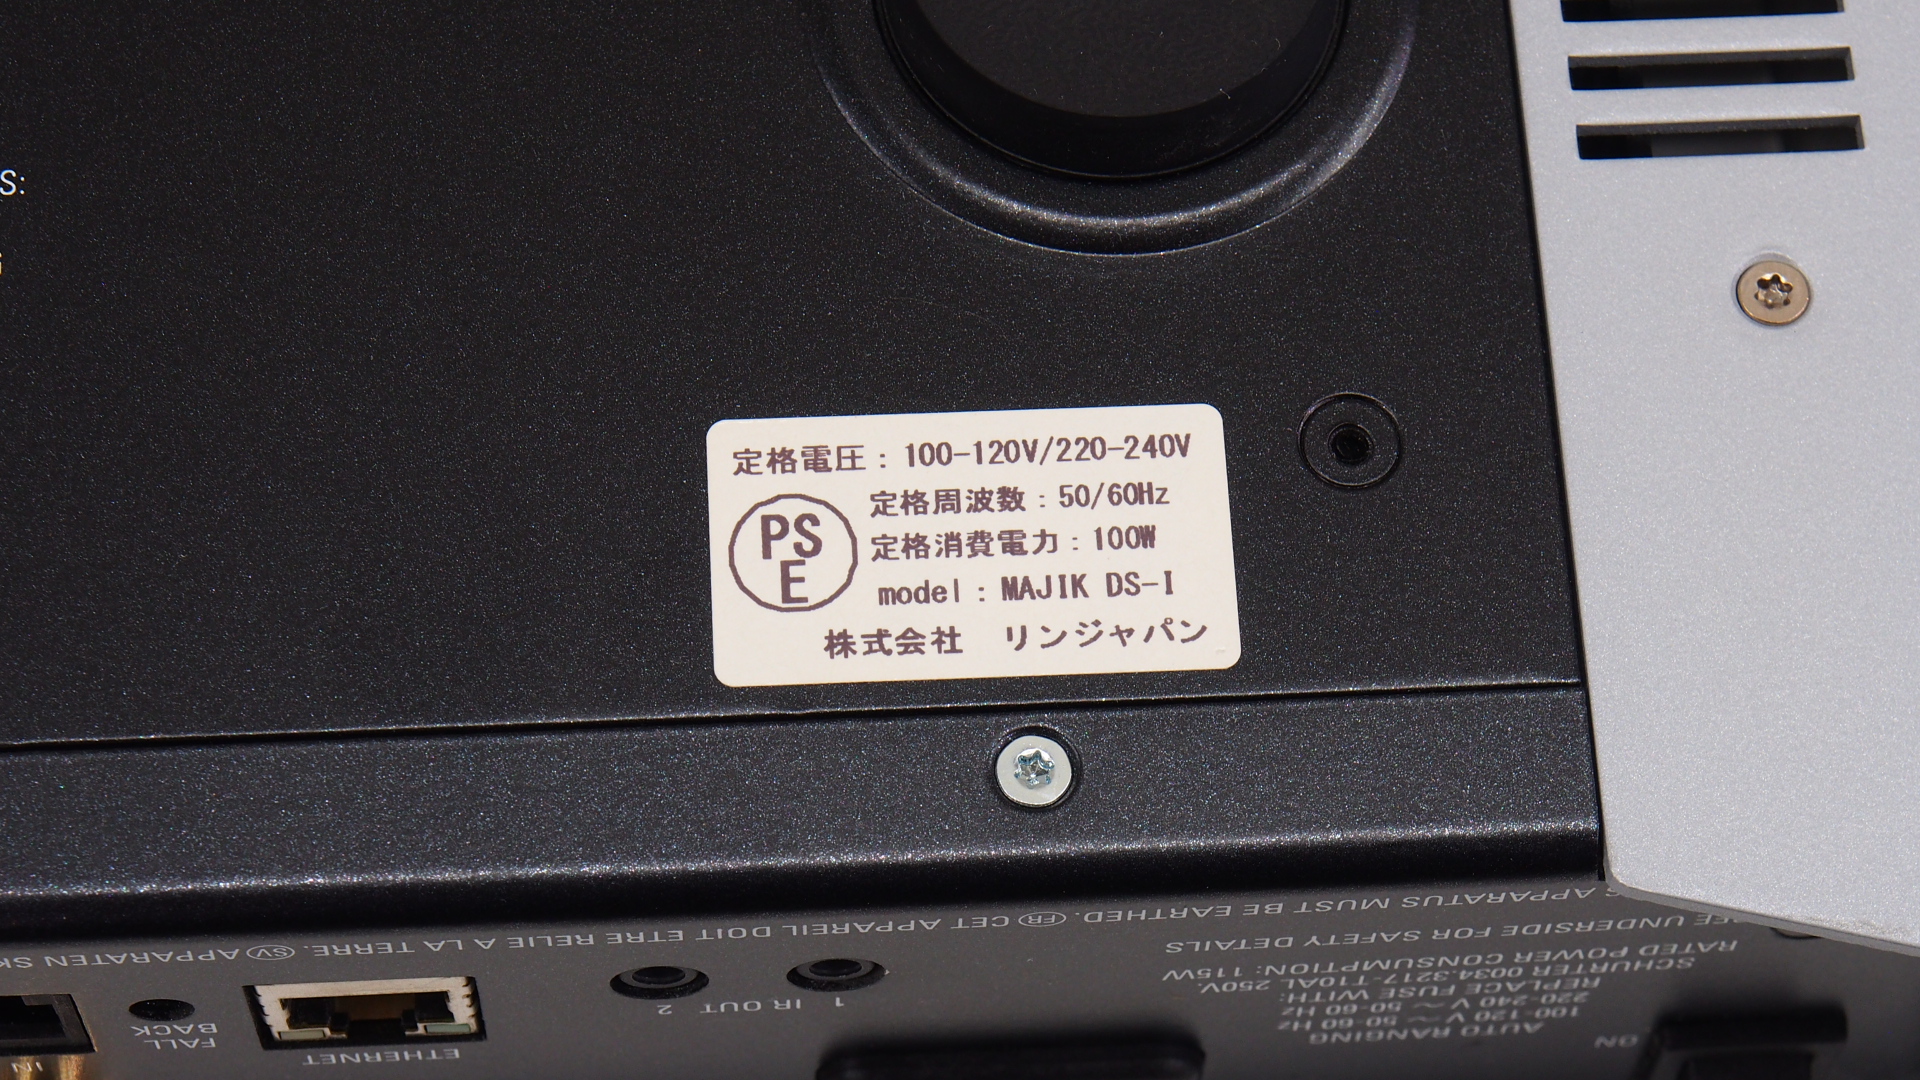 S:
定格電圧：100-120V/220-240V
PS
E
定格周波数：50/60Hz
定格消費電力：100W
model：MAJIK DS-I
株式会社　リンジャパン
APPARATUS MUST BE EARTHED. FR CET APPAREIL DOIT ETRE RELIE A LA TERRE. SV APPARATEN SK
UNDERSIDE FOR SAFETY DETAILS
RATED POWER CONSUMPTION: 115W
SCHURTER 0034.3217-T10AL 250V.
REPLACE FUSE WITH:
220-240 V ～ 50-60 Hz
100-120 V ～ 50-60 Hz
AUTO RANGING
ON
1 IR OUT 2
ETHERNET
FALL
BACK
IN